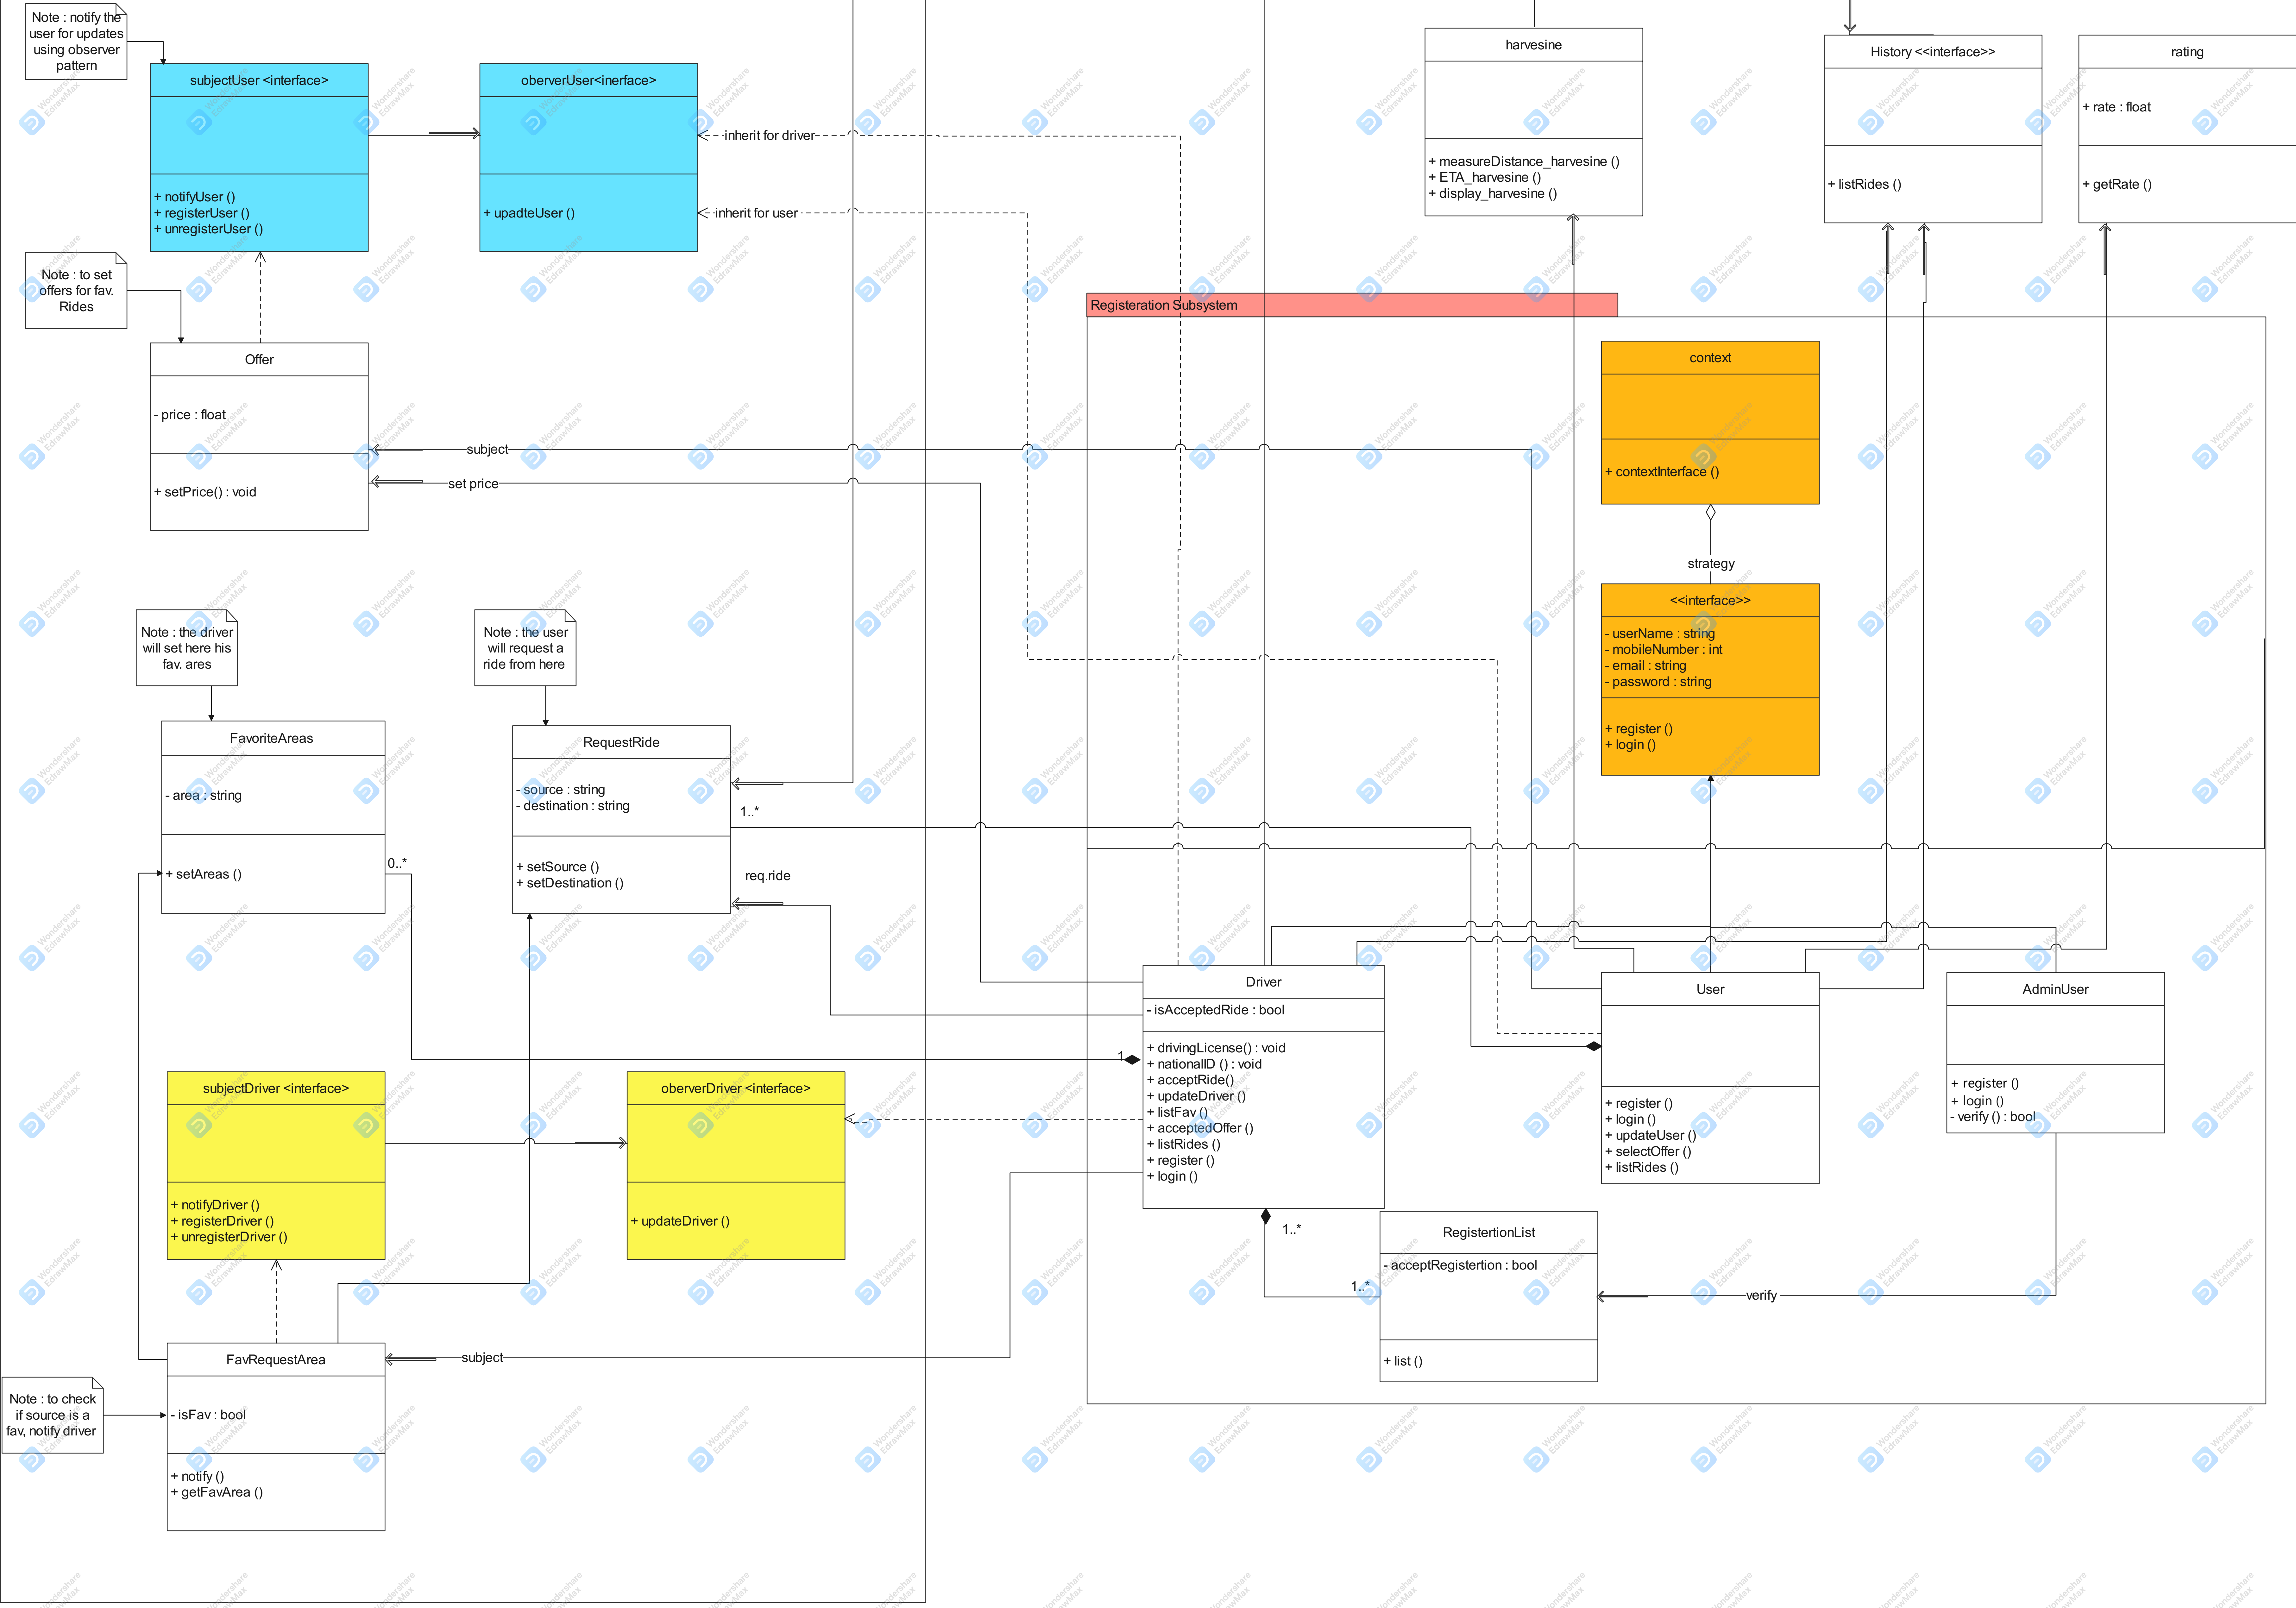 Note : notify the
user for updates
using observer
pattern
subjectUser <interface>
+ notifyUser ()
+ registerUser ()
+ unregisterUser ()
oberverUser<inerface>
+ upadteUser ()
inherit for driver
inherit for user
harvesine
+ measureDistance_harvesine ()
+ ETA_harvesine ()
+ display_harvesine ()
History <<interface>>
+ listRides ()
rating
+ rate : float
+ getRate ()
Note : to set
offers for fav.
Rides
Offer
- price : float
+ setPrice() : void
subject
set price
Registeration Subsystem
context
+ contextInterface ()
strategy
<<interface>>
- userName : string
- mobileNumber : int
- email : string
- password : string
+ register ()
+ login ()
Note : the driver
will set here his
fav. ares
Note : the user
will request a
ride from here
FavoriteAreas
- area : string
+ setAreas ()
0..*
RequestRide
- source : string
- destination : string
+ setSource ()
+ setDestination ()
1..*
req.ride
Driver
- isAcceptedRide : bool
+ drivingLicense() : void
+ nationalID () : void
+ acceptRide()
+ updateDriver ()
+ listFav ()
+ acceptedOffer ()
+ listRides ()
+ register ()
+ login ()
1
User
+ register ()
+ login ()
+ updateUser ()
+ selectOffer ()
+ listRides ()
AdminUser
+ register ()
+ login ()
- verify () : bool
subjectDriver <interface>
+ notifyDriver ()
+ registerDriver ()
+ unregisterDriver ()
oberverDriver <interface>
+ updateDriver ()
1..*
1..*
RegistertionList
- acceptRegistertion : bool
+ list ()
verify
FavRequestArea
- isFav : bool
+ notify ()
+ getFavArea ()
subject
Note : to check
if source is a
fav, notify driver
Wondershare
EdrawMax